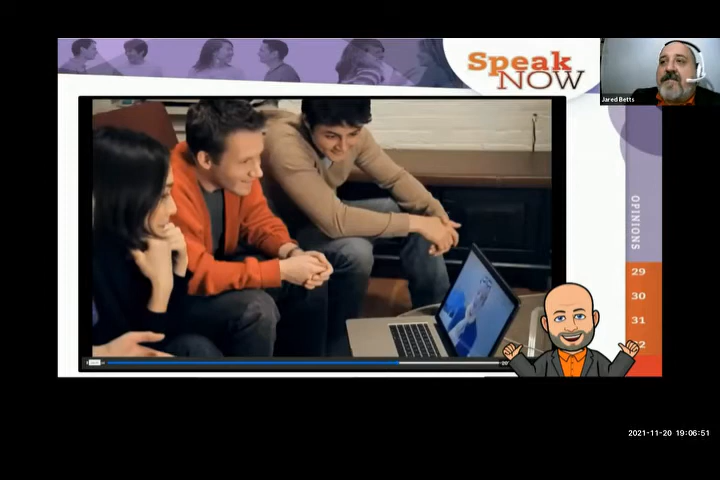 Speak
NOW
Jared Betts
OPINIONS
29
30
31
2021-11-20 19:06:51